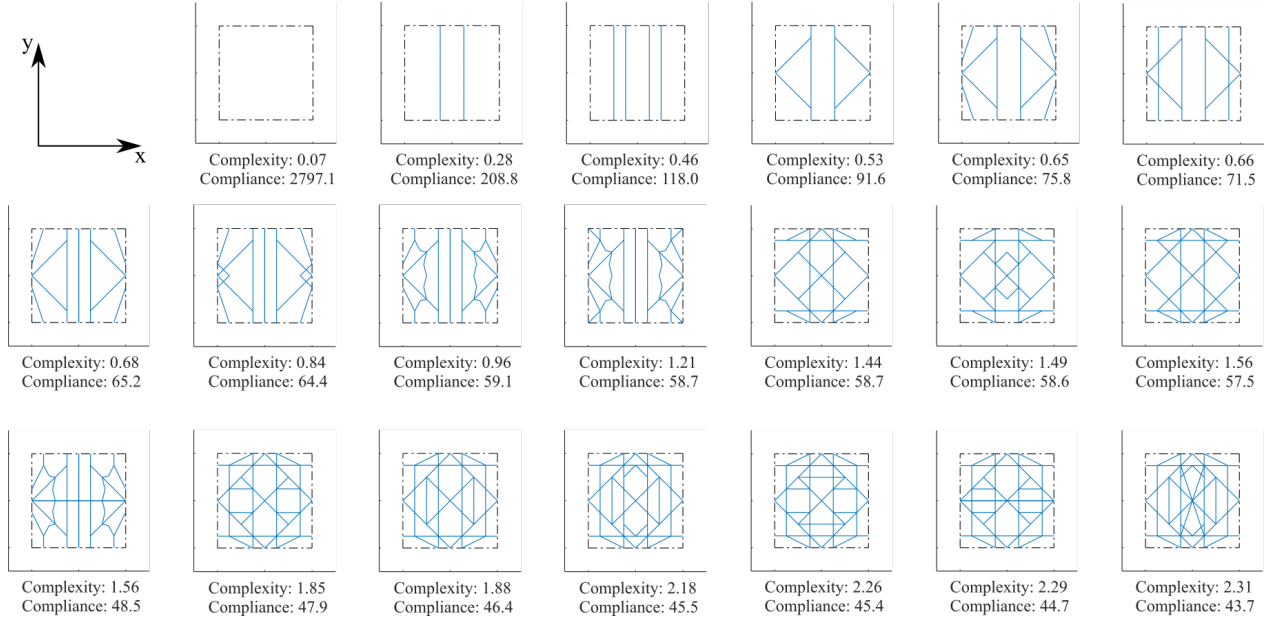 y
x
Complexity: 0.07
Compliance: 2797.1
Complexity: 0.28
Compliance: 208.8
Complexity: 0.46
Compliance: 118.0
Complexity: 0.53
Compliance: 91.6
Complexity: 0.65
Compliance: 75.8
Complexity: 0.66
Compliance: 71.5
Complexity: 0.68
Compliance: 65.2
Complexity: 0.84
Compliance: 64.4
Complexity: 0.96
Compliance: 59.1
Complexity: 1.21
Compliance: 58.7
Complexity: 1.44
Compliance: 58.7
Complexity: 1.49
Compliance: 58.6
Complexity: 1.56
Compliance: 57.5
Complexity: 1.56
Compliance: 48.5
Complexity: 1.85
Compliance: 47.9
Complexity: 1.88
Compliance: 46.4
Complexity: 2.18
Compliance: 45.5
Complexity: 2.26
Compliance: 45.4
Complexity: 2.29
Compliance: 44.7
Complexity: 2.31
Compliance: 43.7